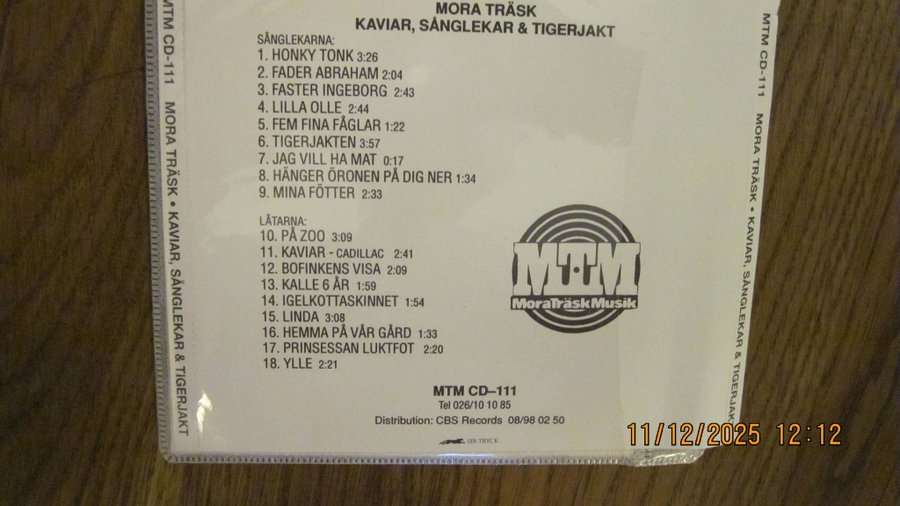 MORA TRÄSK
KAVIAR, SÅNGLEKAR & TIGERJAKT
SÅNGLEKARNA:
1. HONKY TONK 3:26
2. FADER ABRAHAM 2:04
3. FASTER INGEBORG 2:43
4. LILLA OLLE 2:44
5. FEM FINA FÅGLAR 1:22
6. TIGERJAKTEN 3:57
7. JAG VILL HA MAT 0:17
8. HÄNGER ÖRONEN PÅ DIG NER 1:34
9. MINA FÖTTER 2:33
LÅTARNA:
10. PÅ ZOO 3:09
11. KAVIAR - CADILLAC 2:41
12. BOFINKENS VISA 2:09
13. KALLE 6 ÅR 1:59
14. IGELKOTTASKINNET 1:54
15. LINDA 3:08
16. HEMMA PÅ VÅR GÅRD 1:33
17. PRINSESSAN LUKTFOT 2:20
18. YLLE 2:21
MTM
MoraTräskMusik
MTM CD–111
Tel 026/10 10 85
Distribution: CBS Records 08/98 02 50
MTM CD-111 MORA TRÄSK • KAVIAR, SÅNGLEKAR & TIGERJAKT
MTM CD-111 MORA TRÄSK • KAVIAR, SÅNGLEKAR & TIGERJAKT
11/12/2025 12:12